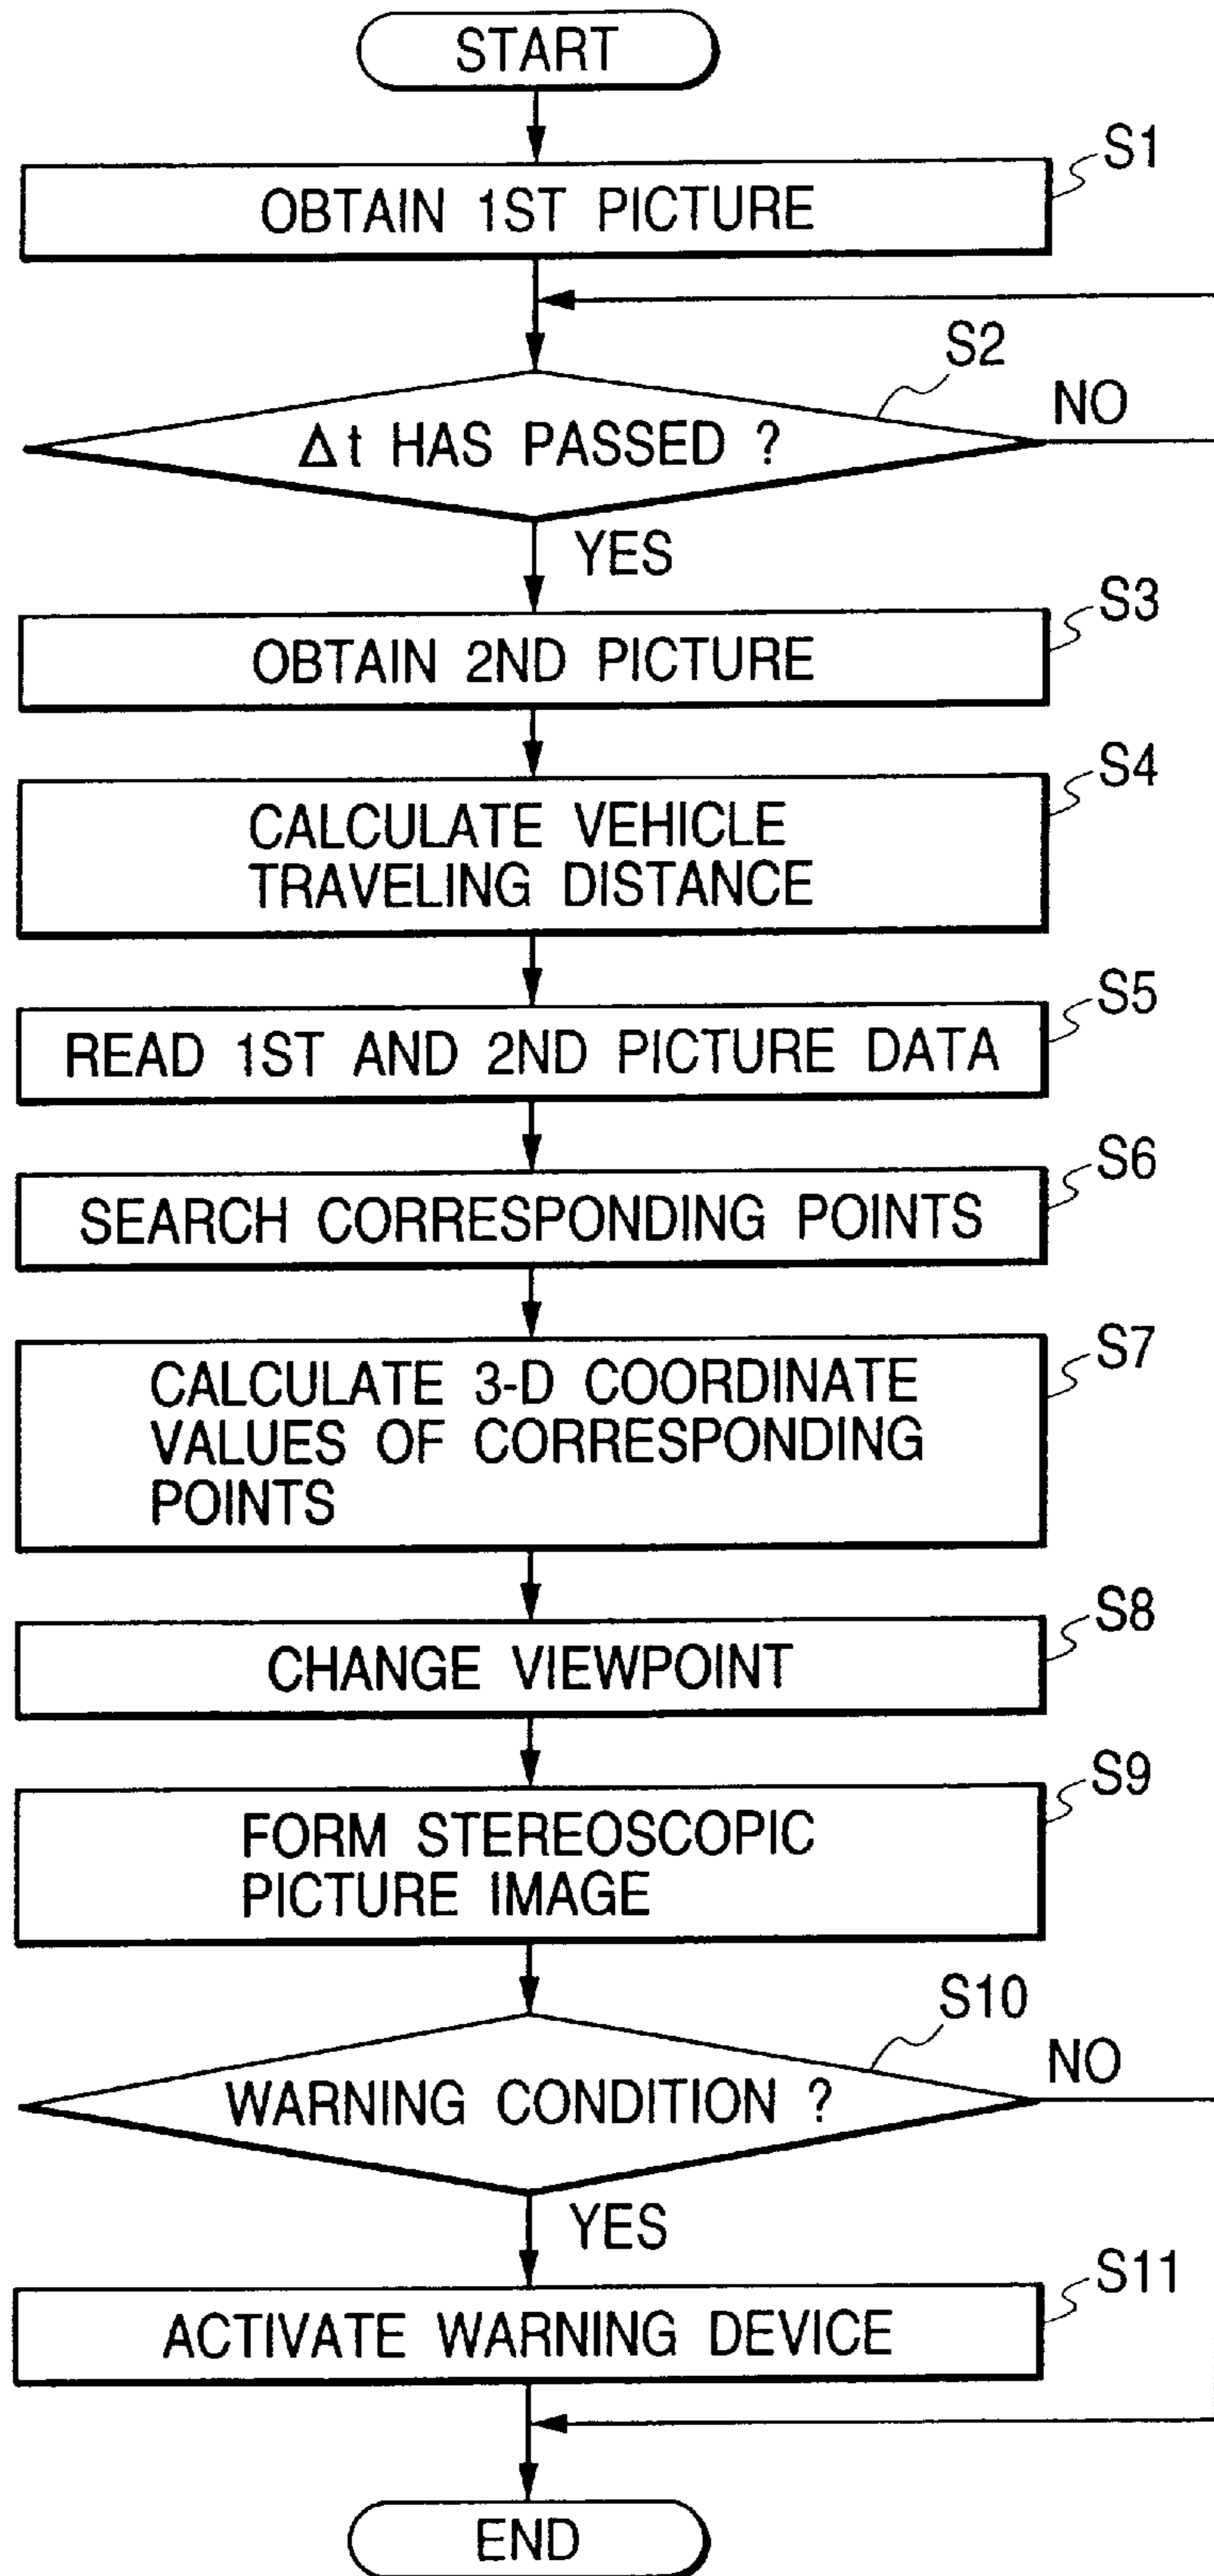 START
S1
OBTAIN 1ST PICTURE
S2
Δt HAS PASSED ?
NO
YES
S3
OBTAIN 2ND PICTURE
S4
CALCULATE VEHICLE
TRAVELING DISTANCE
S5
READ 1ST AND 2ND PICTURE DATA
S6
SEARCH CORRESPONDING POINTS
S7
CALCULATE 3-D COORDINATE
VALUES OF CORRESPONDING
POINTS
S8
CHANGE VIEWPOINT
S9
FORM STEREOSCOPIC
PICTURE IMAGE
S10
WARNING CONDITION ?
NO
YES
S11
ACTIVATE WARNING DEVICE
END